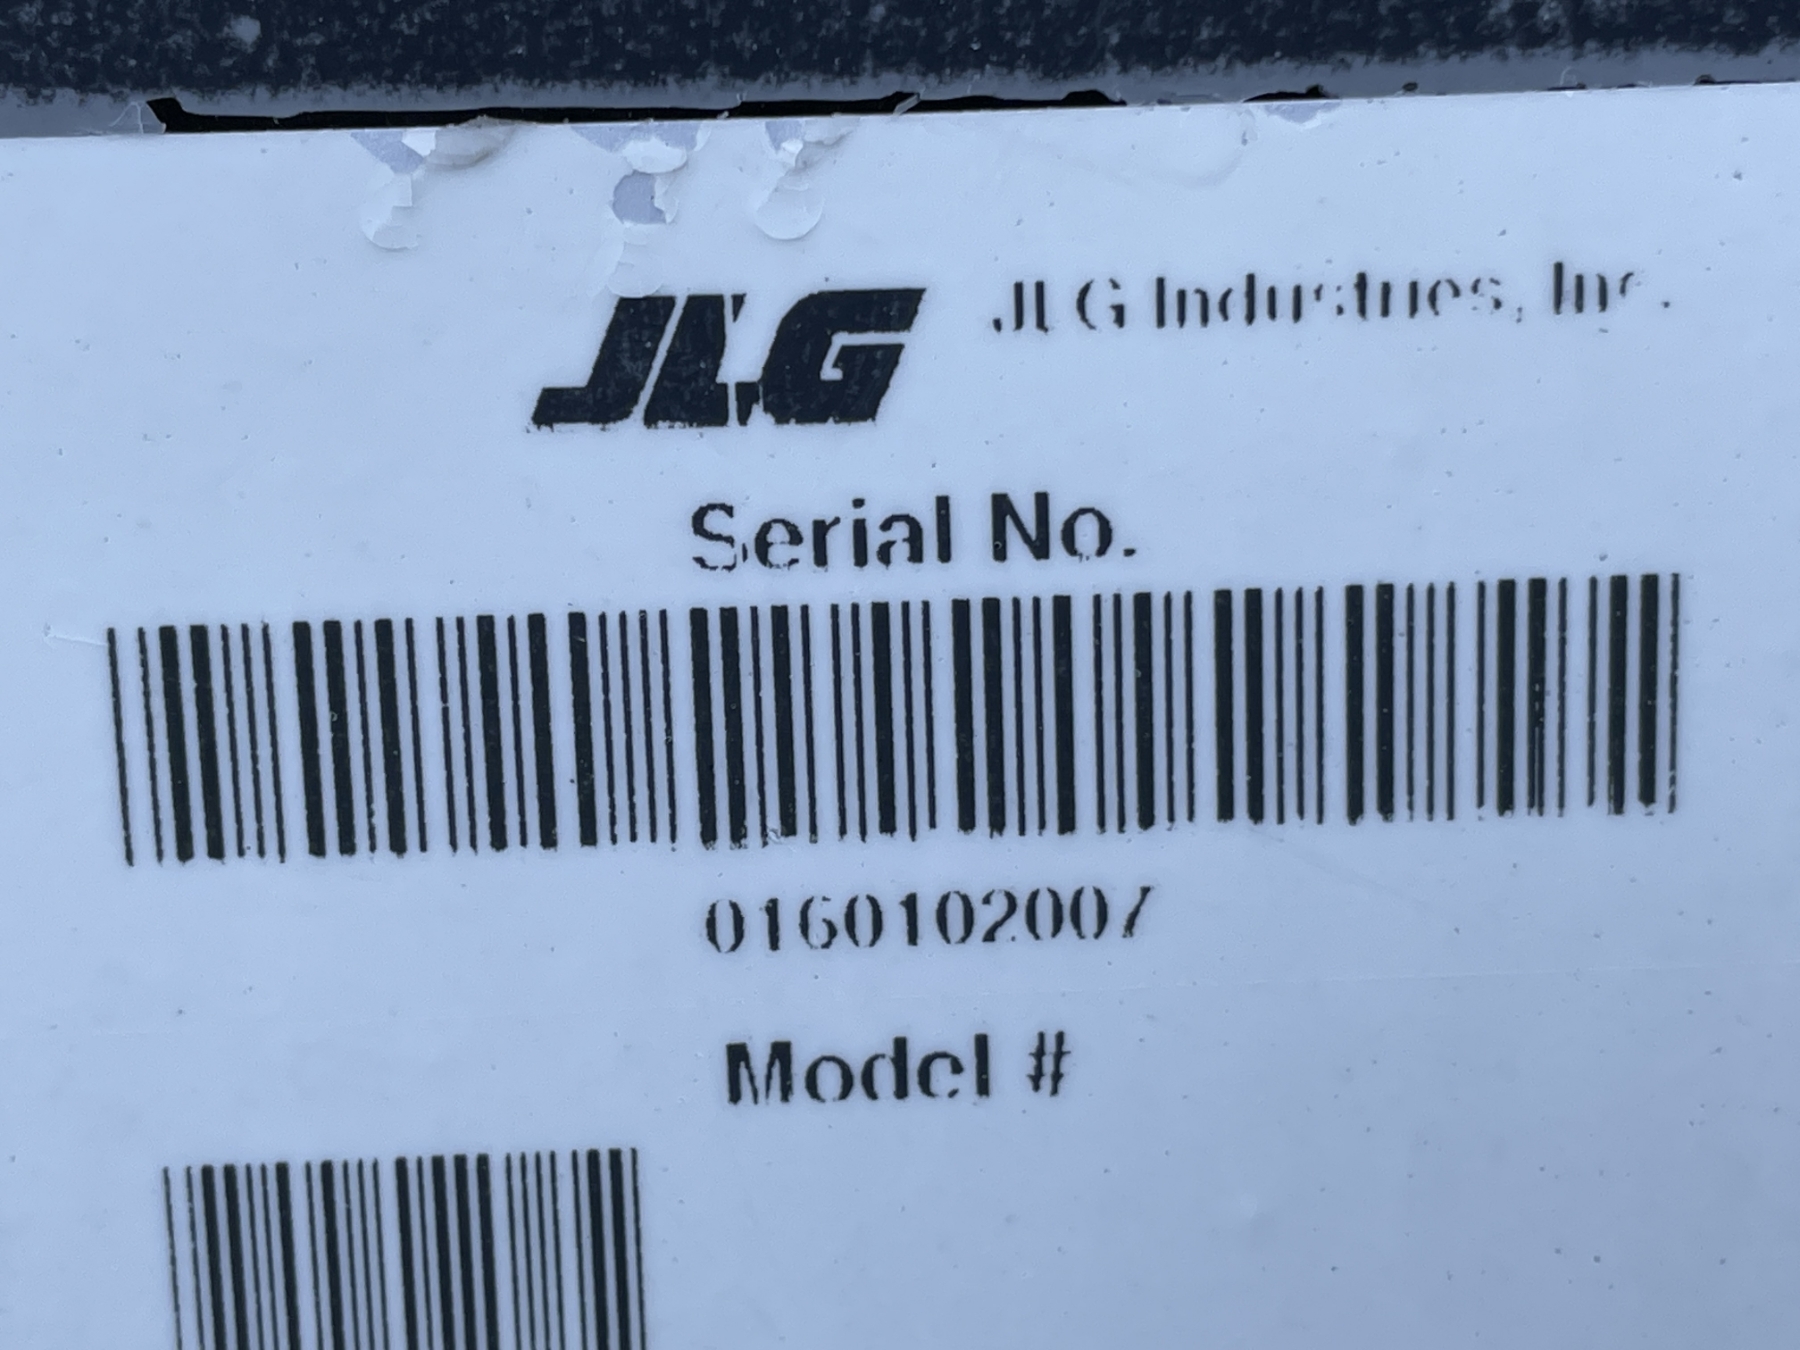 JLG JLG Industries, Inc.
Serial No.
0160102007
Model #